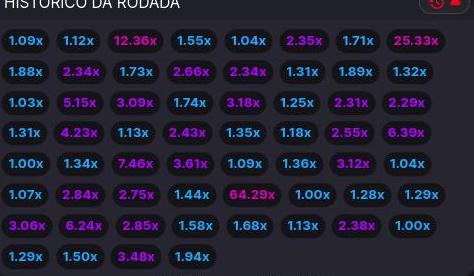 HISTÓRICO DA RODADA
1.09x 1.12x 12.36x 1.55x 1.04x 2.35x 1.71x 25.33x
1.88x 2.34x 1.73x 2.66x 2.34x 1.31x 1.89x 1.32x
1.03x 5.15x 3.09x 1.74x 3.18x 1.25x 2.31x 2.29x
1.31x 4.23x 1.13x 2.43x 1.35x 1.18x 2.55x 6.39x
1.00x 1.34x 7.46x 3.61x 1.09x 1.36x 3.12x 1.04x
1.07x 2.84x 2.75x 1.44x 64.29x 1.00x 1.28x 1.29x
3.06x 6.24x 2.85x 1.58x 1.68x 1.13x 2.38x 1.00x
1.29x 1.50x 3.48x 1.94x